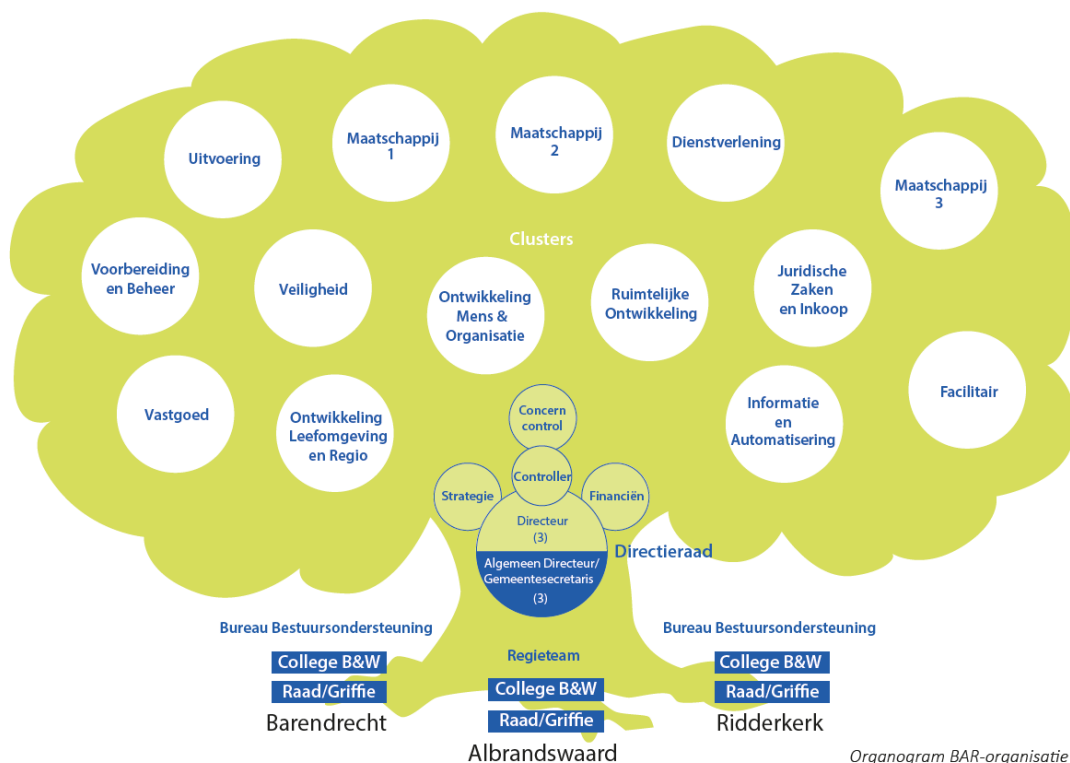 Uitvoering
Maatschappij
1
Maatschappij
2
Dienstverlening
Maatschappij
3
Clusters
Voorbereiding
en Beheer
Veiligheid
Ontwikkeling
Mens &
Organisatie
Ruimtelijke
Ontwikkeling
Juridische
Zaken
en Inkoop
Vastgoed
Ontwikkeling
Leefomgeving
en Regio
Informatie
en
Automatisering
Facilitair
Concern
control
Controller
Strategie
Financiën
Directeur
(3)
Directieraad
Algemeen Directeur/
Gemeentesecretaris
(3)
Bureau Bestuursondersteuning
College B&W
Raad/Griffie
Barendrecht
Regieteam
College B&W
Raad/Griffie
Albrandswaard
Bureau Bestuursondersteuning
College B&W
Raad/Griffie
Ridderkerk
Organogram BAR-organisatie